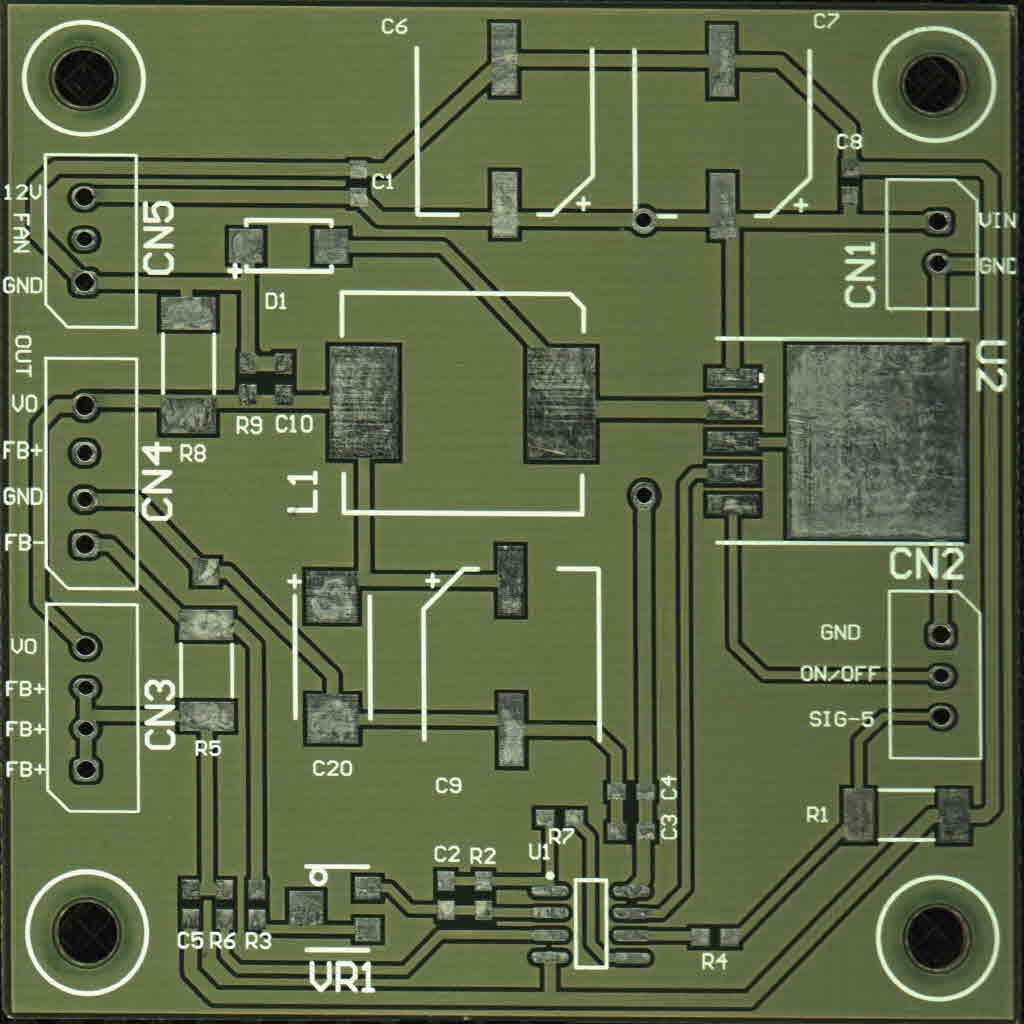 C6
C7
C8
C1
12V
FAN
CN5
GND
VIN
CN1
GND
D1
OUT
U2
VO
R9
C10
FB+
R8
CN4
GND
L1
FB-
CN2
GND
VO
FB+
CN3
ON/OFF
FB+
SIG-5
R5
FB+
C20
C9
C4
C3
R7
R1
U1
C2
R2
C5
R6
R3
VR1
R4